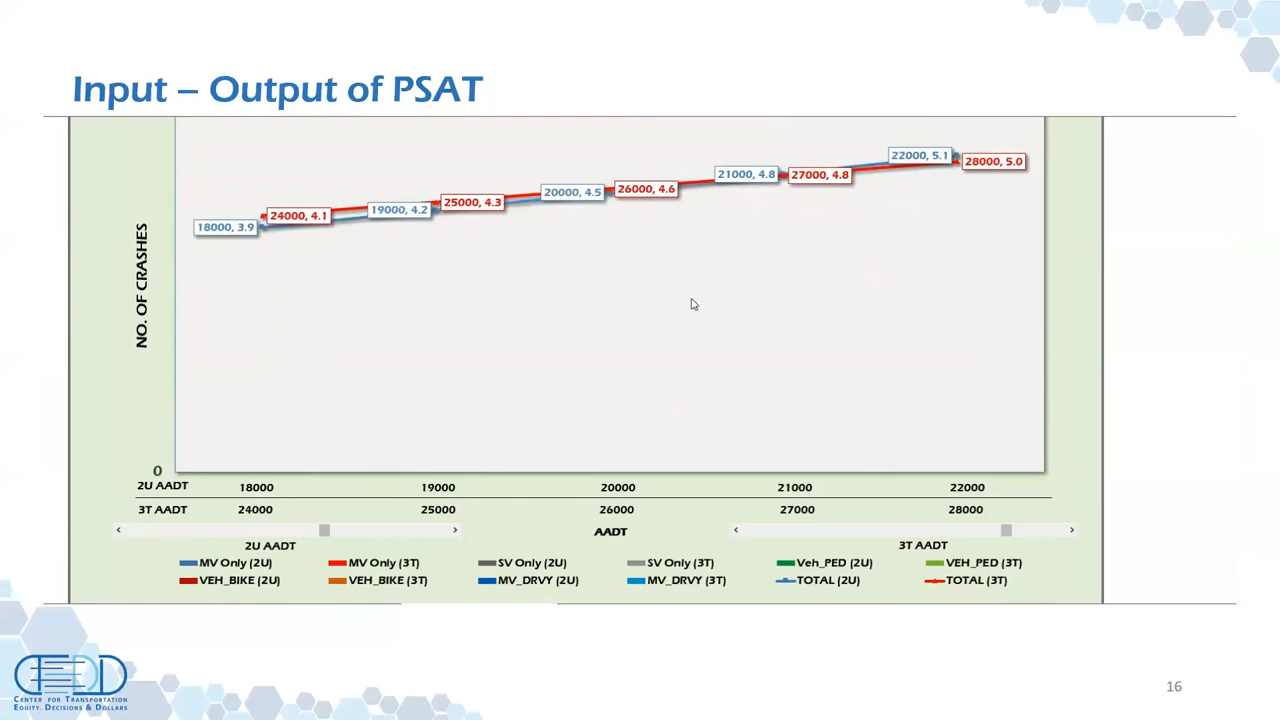 Input – Output of PSAT
22000, 5.1
28000, 5.0
21000, 4.8
27000, 4.8
20000, 4.5
26000, 4.6
19000, 4.2
25000, 4.3
18000, 3.9
24000, 4.1
NO. OF CRASHES
0
2U AADT 18000 19000 20000 21000 22000
3T AADT 24000 25000 26000 27000 28000
2U AADT AADT 3T AADT
MV Only (2U) MV Only (3T) SV Only (2U) SV Only (3T) Veh_PED (2U) VEH_PED (3T)
VEH_BIKE (2U) VEH_BIKE (3T) MV_DRVY (2U) MV_DRVY (3T) TOTAL (2U) TOTAL (3T)
CTEDD
CENTER FOR TRANSPORTATION
EQUITY, DECISIONS & DOLLARS
16